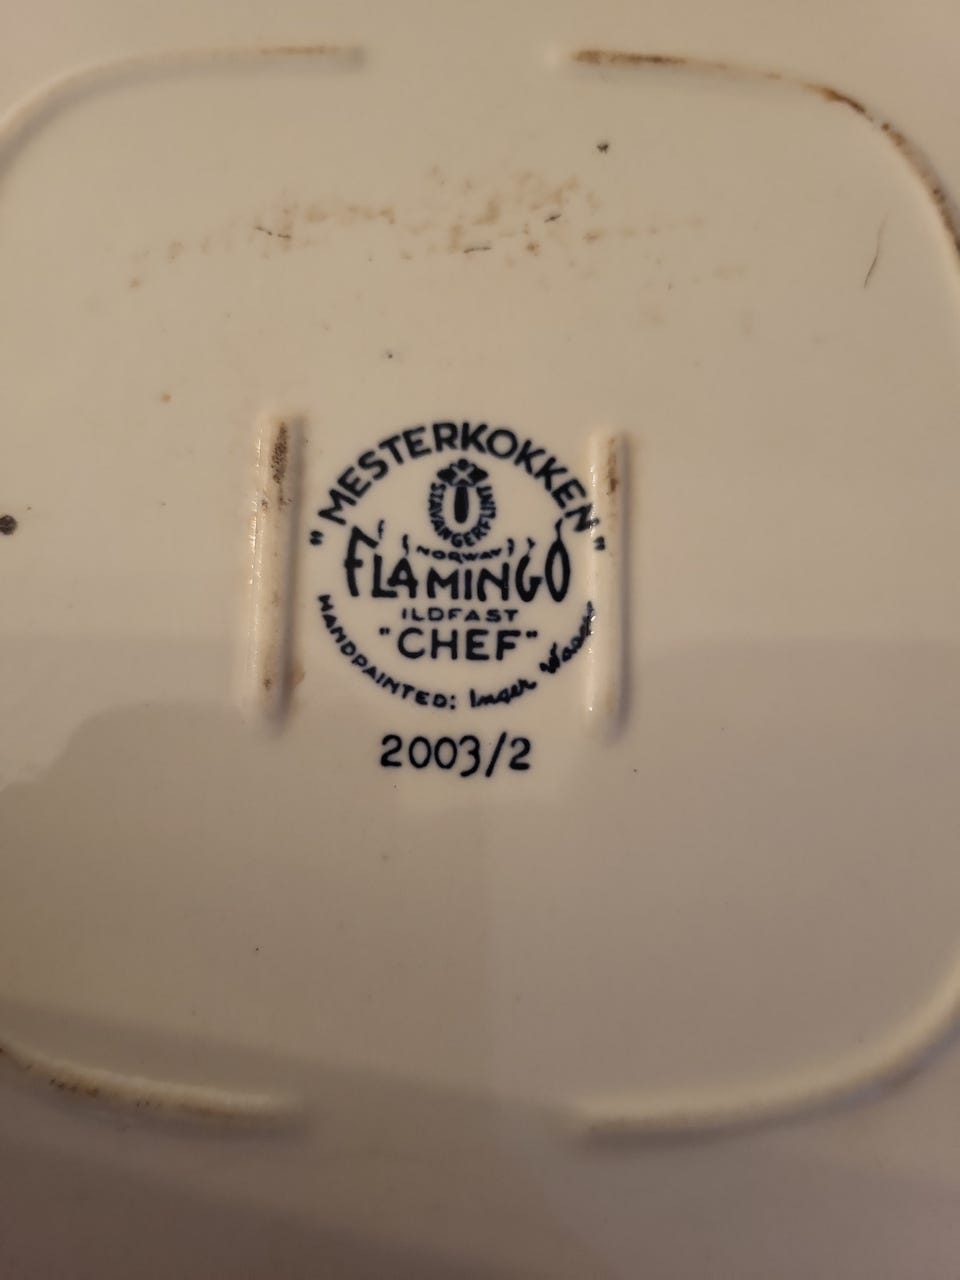 "MESTERKOKKEN"
STAVANGERFLINT
NORWAY
FLAMINGO
ILDFAST
"CHEF"
HANDPAINTED: Inger Waage
2003/2